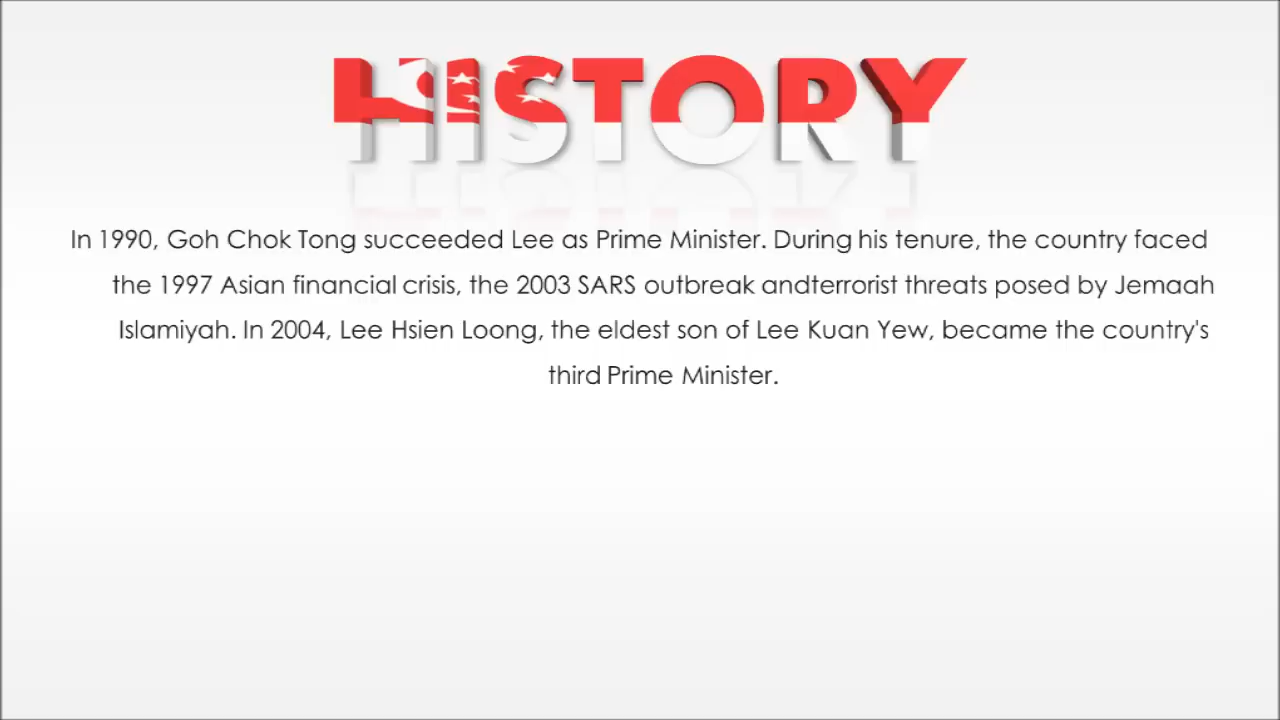 HISTORY
In 1990, Goh Chok Tong succeeded Lee as Prime Minister. During his tenure, the country faced
the 1997 Asian financial crisis, the 2003 SARS outbreak andterrorist threats posed by Jemaah
Islamiyah. In 2004, Lee Hsien Loong, the eldest son of Lee Kuan Yew, became the country's
third Prime Minister.